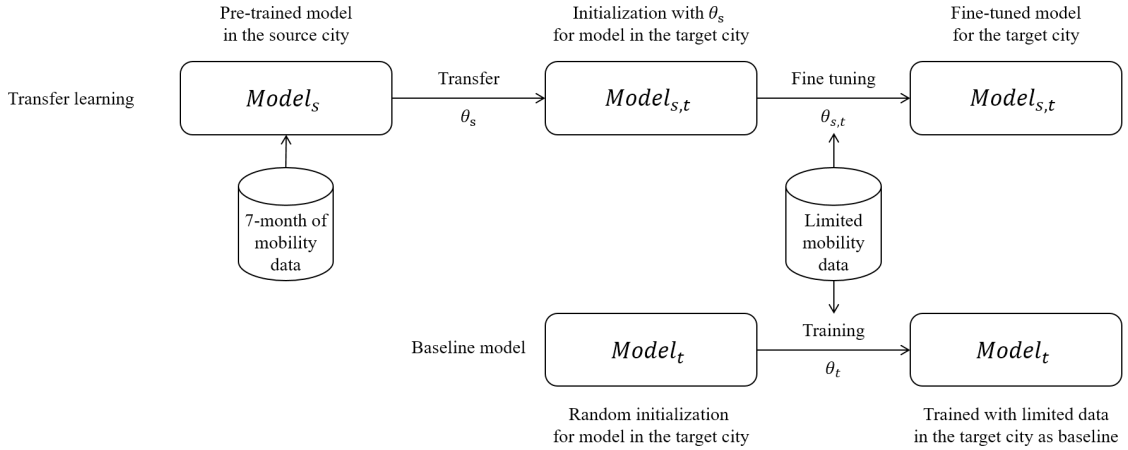 Pre-trained model
in the source city
Initialization with θₛ
for model in the target city
Fine-tuned model
for the target city
Transfer learning
Modelₛ
Transfer
θₛ
Modelₛ,ₜ
Fine tuning
θₛ,ₜ
Modelₛ,ₜ
7-month of
mobility
data
Limited
mobility
data
Baseline model
Modelₜ
Training
θₜ
Modelₜ
Random initialization
for model in the target city
Trained with limited data
in the target city as baseline